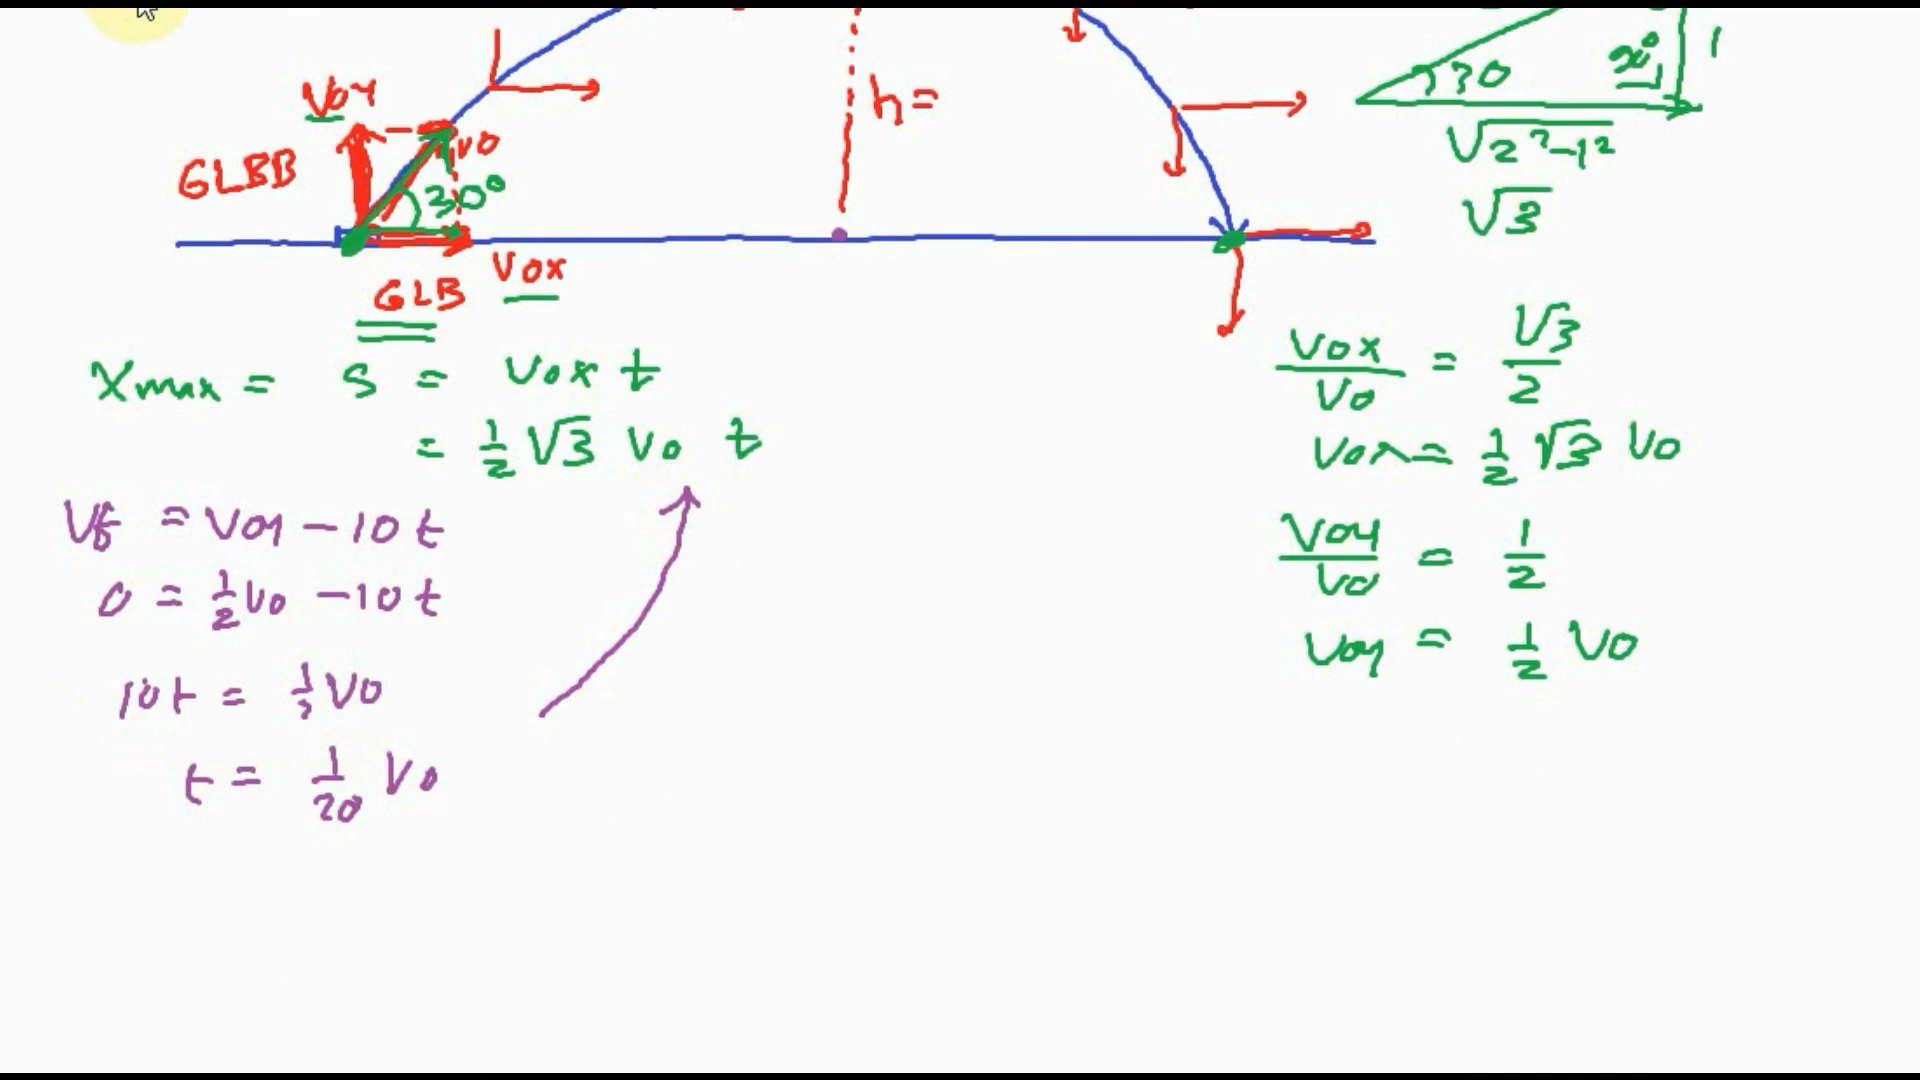 h =
1
30
90°
√2²-1²
√3
Voy
Vo
GLBB
30°
Vox
GLB
Xmax = S = Vox t
= 1/2 √3 Vo t
Vt = Voy - 10 t
0 = 1/2 Vo - 10 t
10t = 1/2 Vo
t = 1/20 Vo
Vox/Vo = √3/2
Vox = 1/2 √3 Vo
Voy/Vo = 1/2
Voy = 1/2 Vo